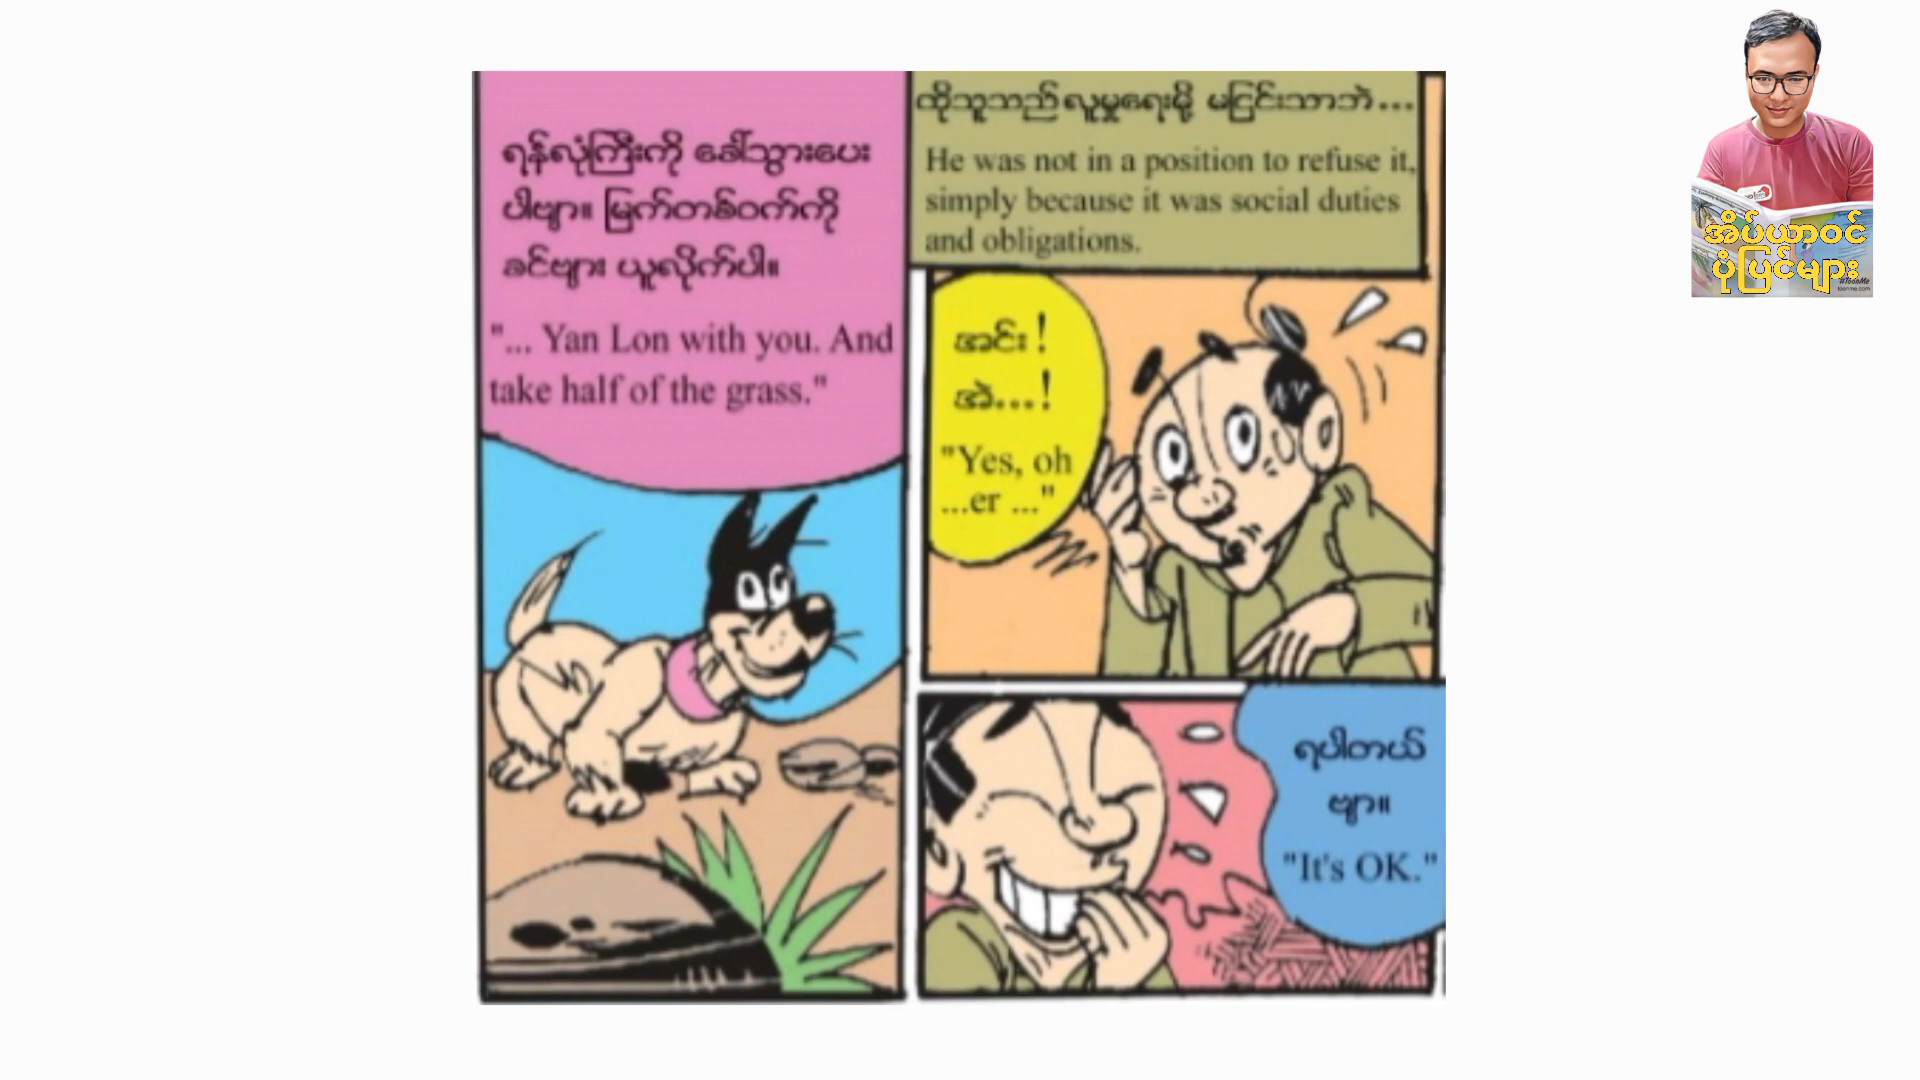 ရန်လုံကြီးကို ခေါ်သွားပေး
ပါဗျာ။ မြက်တစ်ဝက်ကို
ခင်ဗျား ယူလိုက်ပါ။
"... Yan Lon with you. And
take half of the grass."
ထိုသူသည် လူမှုရေးမို့ မငြင်းသာဘဲ...
He was not in a position to refuse it,
simply because it was social duties
and obligations.
အင်း !
အဲ...!
"Yes, oh
...er ..."
ရပါတယ်
ဗျာ။
"It's OK."
အိပ်ယာဝင်
ပုံပြင်များ
#ToonMe
toonme.com